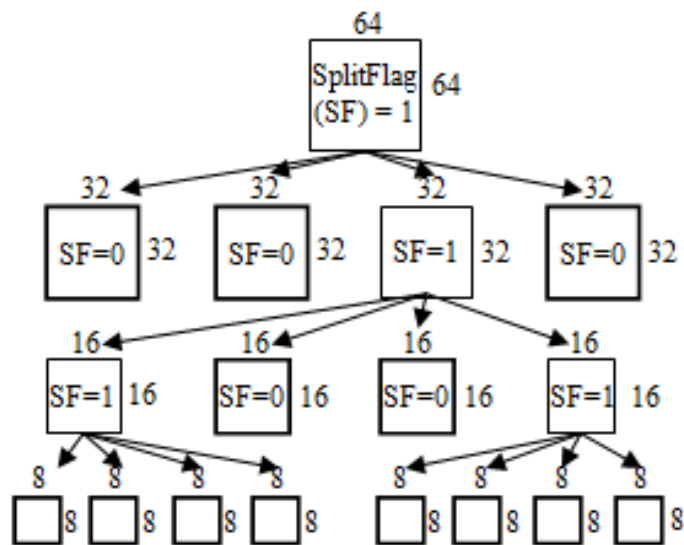 64
SplitFlag
(SF) = 1
64
32 32 32 32
SF=0 32 SF=0 32 SF=1 32 SF=0 32
16 16 16 16
SF=1 16 SF=0 16 SF=0 16 SF=1 16
8 8 8 8 8 8 8 8
8 8 8 8 8 8 8 8